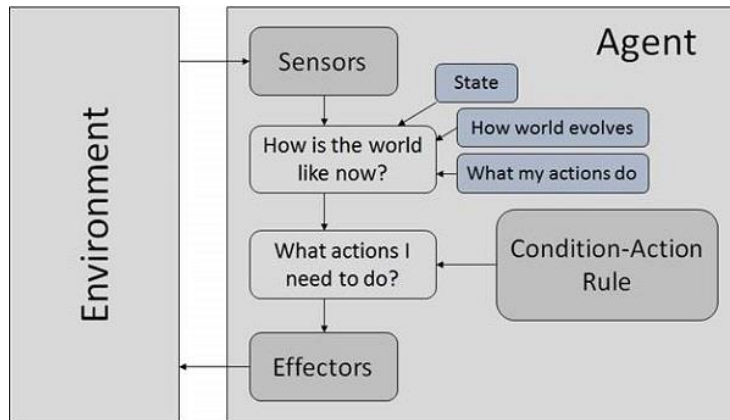 Agent
Sensors
State
How world evolves
How is the world
like now?
What my actions do
Environment
What actions I
need to do?
Condition-Action
Rule
Effectors